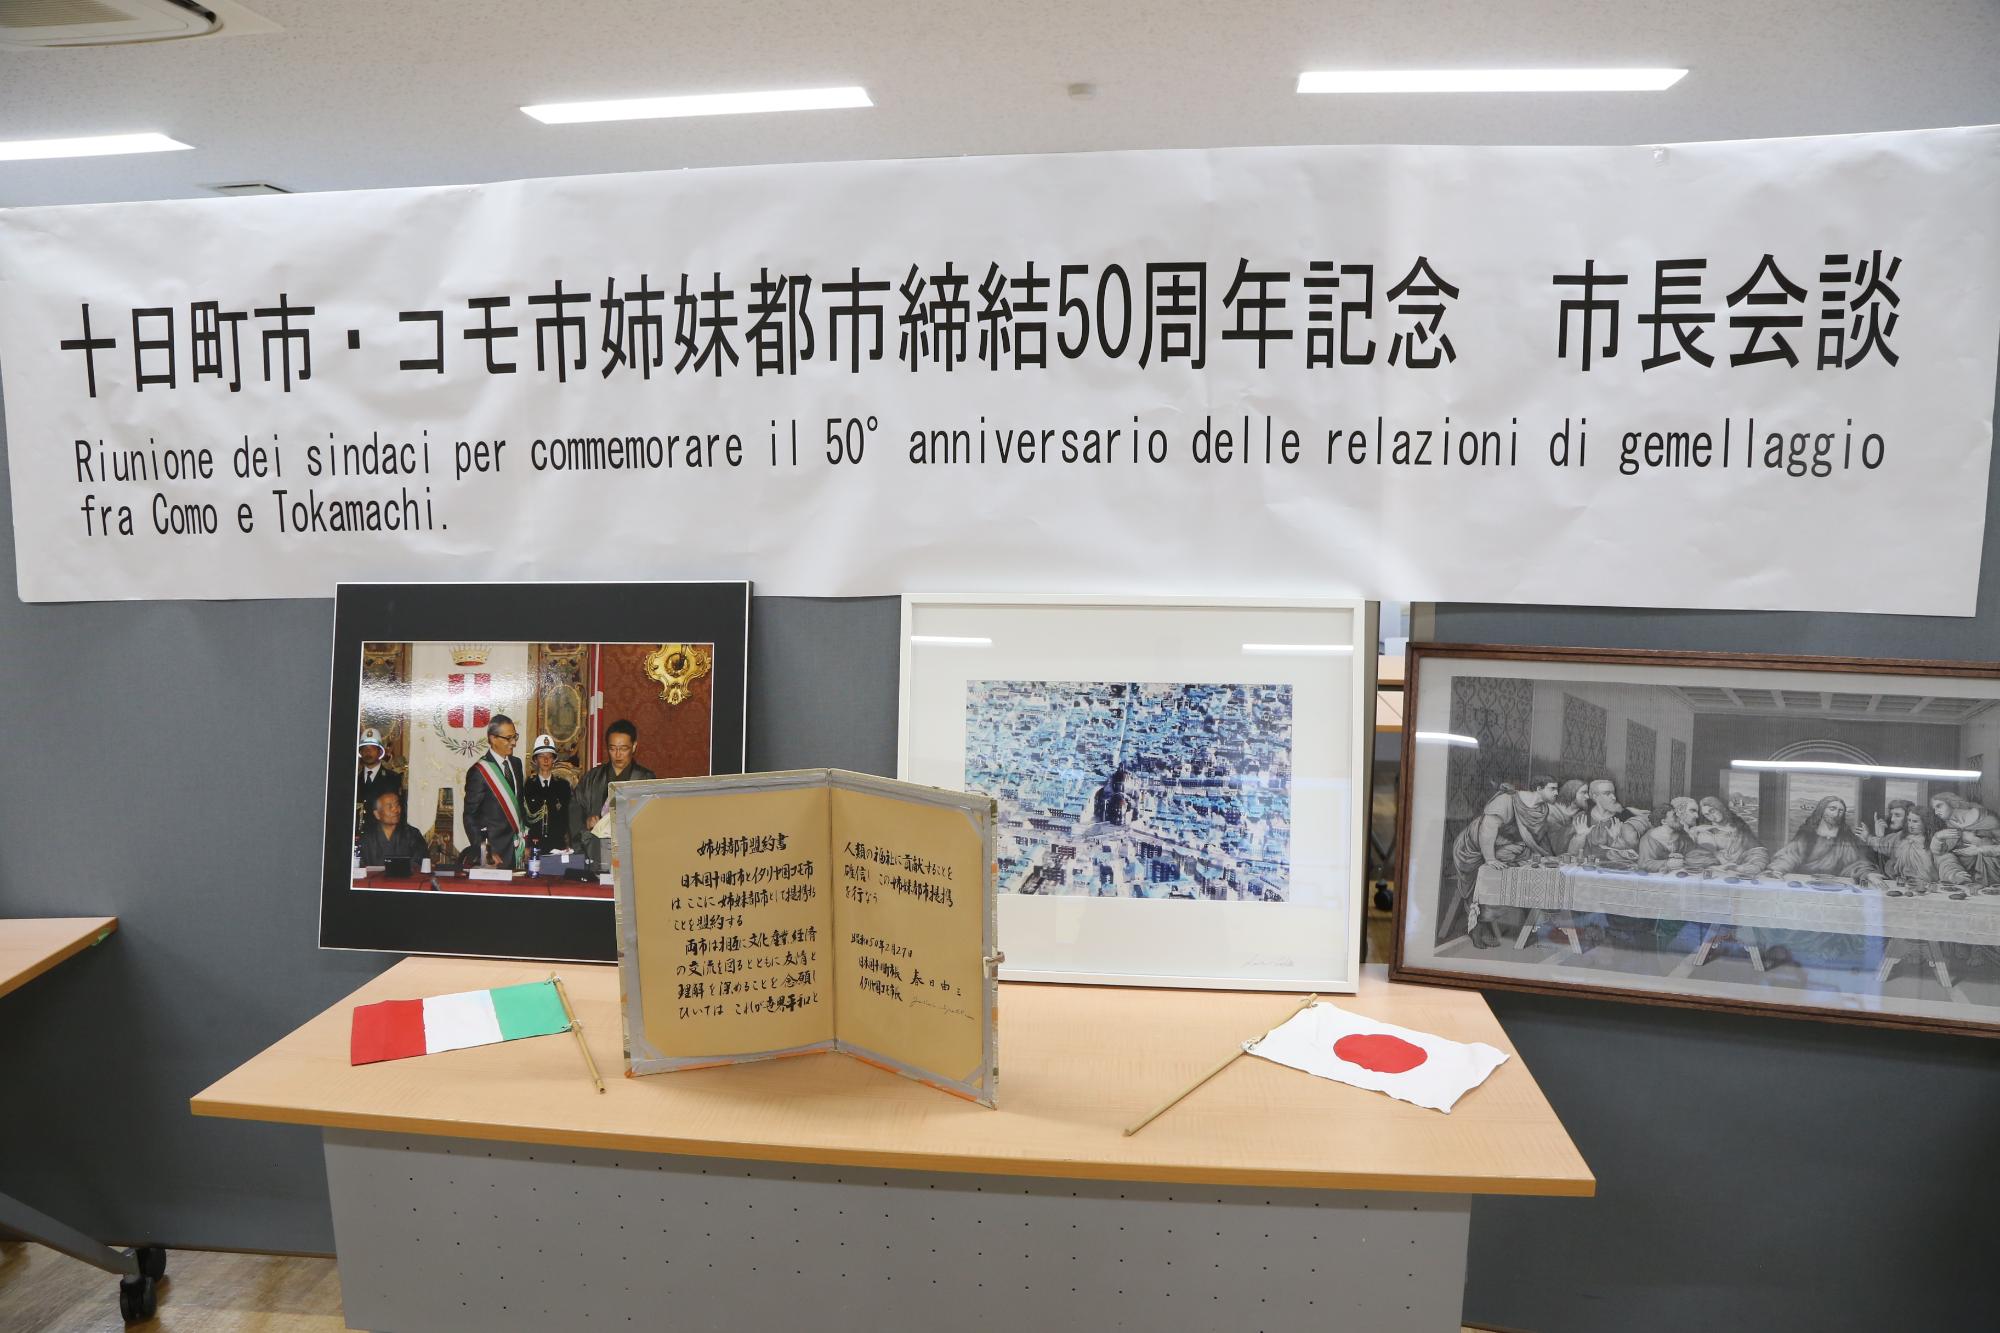 十日町市・コモ市姉妹都市締結50周年記念　市長会談
Riunione dei sindaci per commemorare il 50° anniversario delle relazioni di gemellaggio
fra Como e Tokamachi.
姉妹都市盟約書
日本国十日町市とイタリヤ国コモ市
はここに姉妹都市として提携する
ことを盟約する
両市は相互に文化産業経済
の交流を図るとともに友情と
理解を深めることを念願し
ひいては これが世界平和と
人類の福祉に貢献することを
確信し この姉妹都市提携
を行なう
昭和50年2月27日
日本国十日町市長 春日由三
イタリヤ国コモ市長